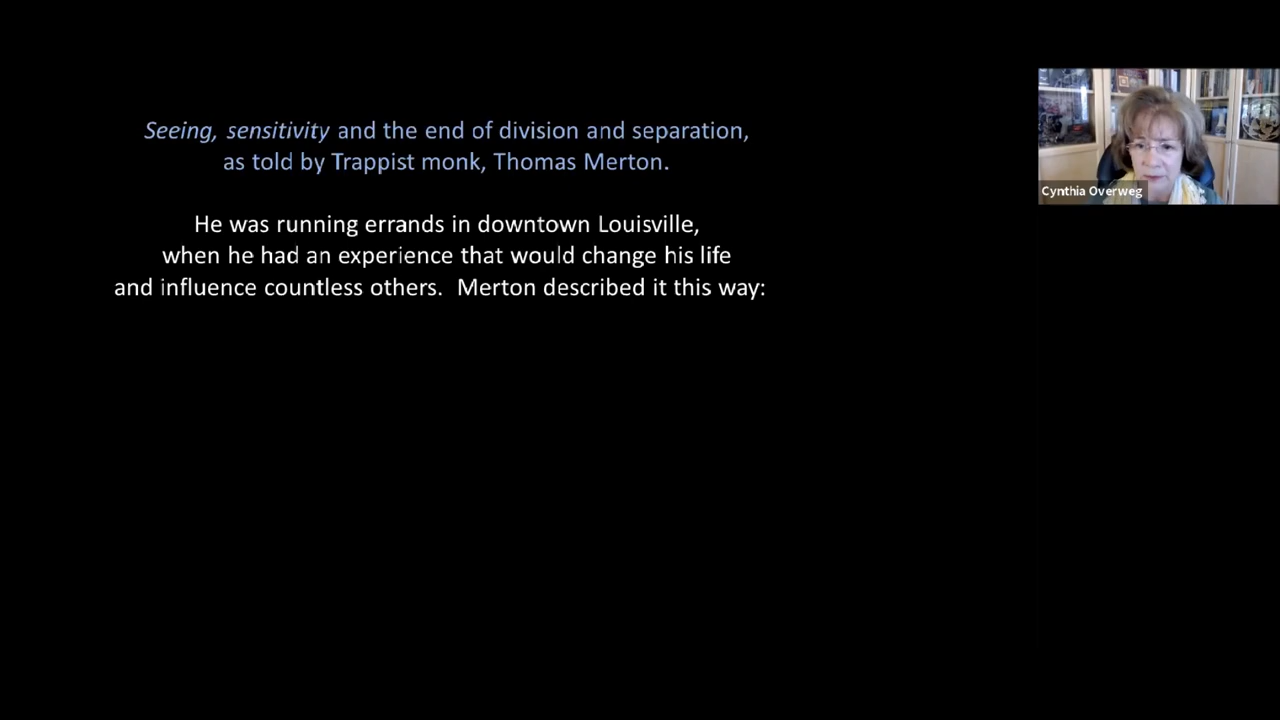 Seeing, sensitivity and the end of division and separation,
as told by Trappist monk, Thomas Merton.
He was running errands in downtown Louisville,
when he had an experience that would change his life
and influence countless others.  Merton described it this way:
Cynthia Overweg